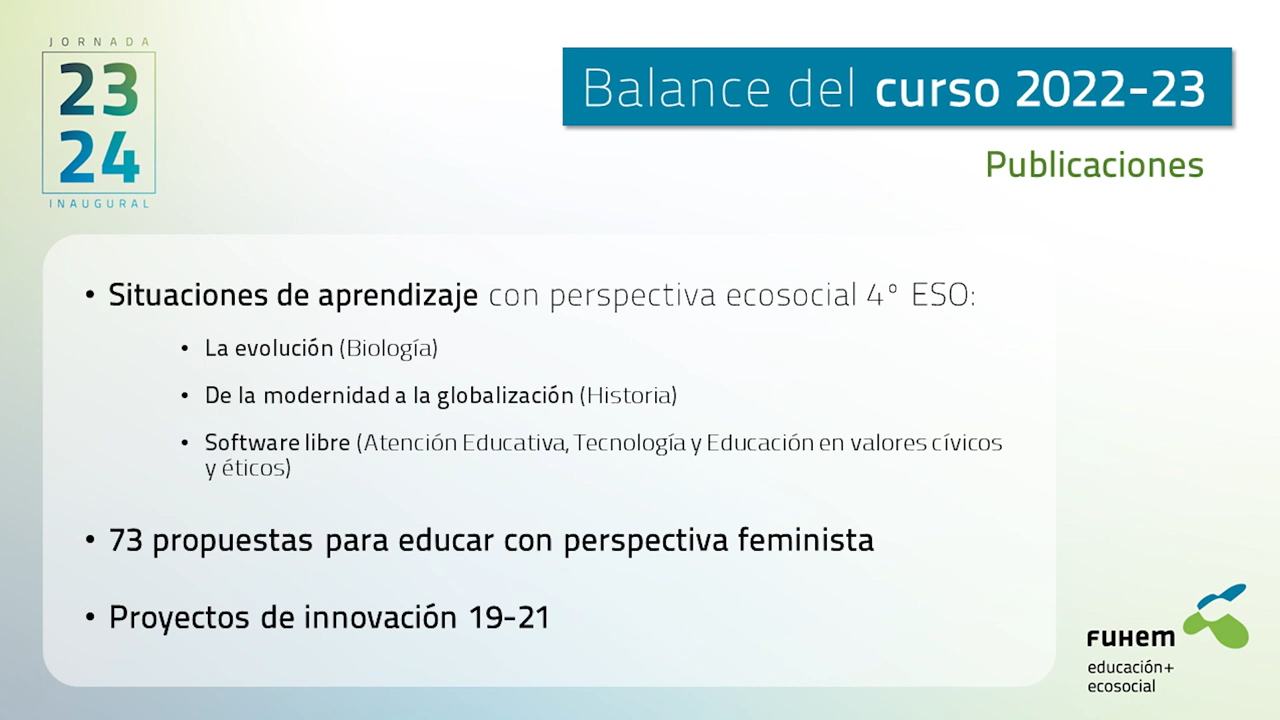 JORNADA
23
24
INAUGURAL
Balance del curso 2022-23
Publicaciones
• Situaciones de aprendizaje con perspectiva ecosocial 4º ESO:
• La evolución (Biología)
• De la modernidad a la globalización (Historia)
• Software libre (Atención Educativa, Tecnología y Educación en valores cívicos
y éticos)
• 73 propuestas para educar con perspectiva feminista
• Proyectos de innovación 19-21
FUHEM
educación+
ecosocial